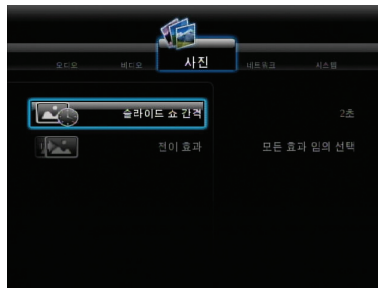 오디오 비디오 사진 네트워크 시스템
슬라이드 쇼 간격 2초
전이 효과 모든 효과 임의 선택